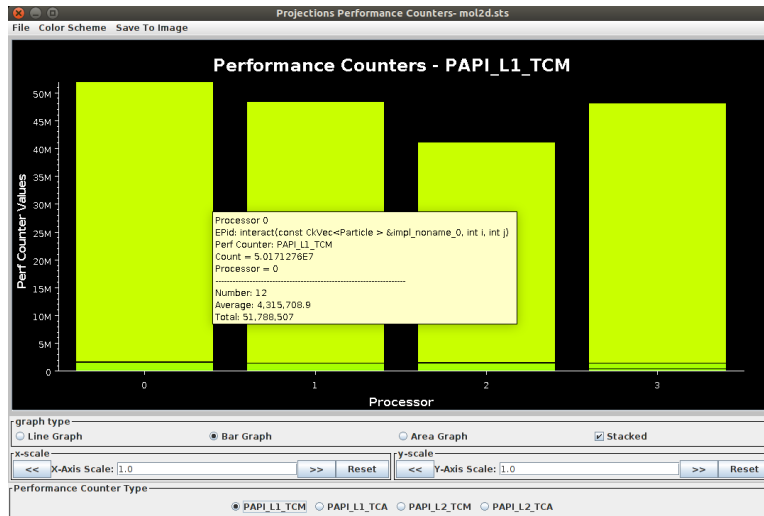 Projections Performance Counters- mol2d.sts
File Color Scheme Save To Image
Performance Counters - PAPI_L1_TCM
Perf Counter Values
50M
45M
40M
35M
30M
25M
20M
15M
10M
5M
0
Processor 0
EPid: interact(const CkVec<Particle > &impl_noname_0, int i, int j)
Perf Counter: PAPI_L1_TCM
Count = 5.0171276E7
Processor = 0
--------------------------------------------------------------
Number: 12
Average: 4,315,708.9
Total: 51,788,507
0 1 2 3
Processor
graph type
Line Graph Bar Graph Area Graph Stacked
x-scale y-scale
<< X-Axis Scale: 1.0 >> Reset << Y-Axis Scale: 1.0 >> Reset
Performance Counter Type
PAPI_L1_TCM PAPI_L1_TCA PAPI_L2_TCM PAPI_L2_TCA